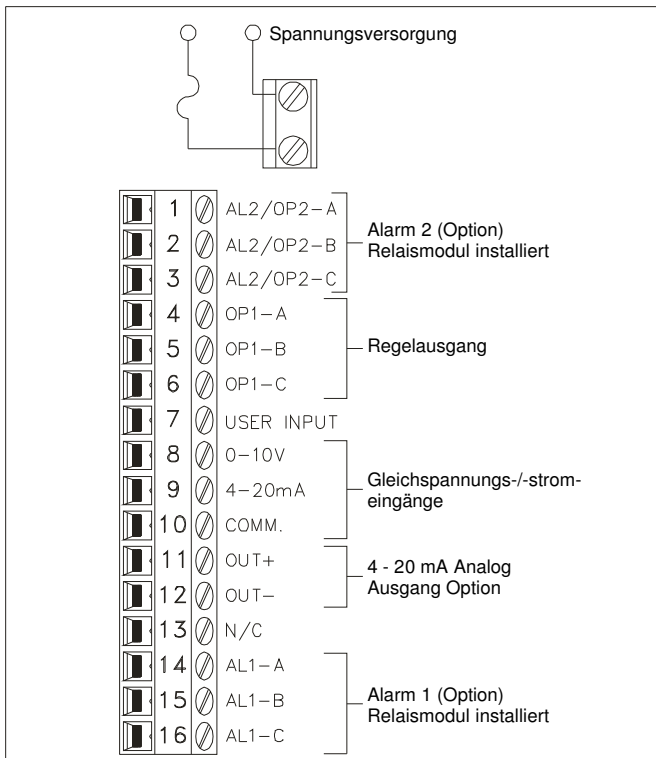 Spannungsversorgung
1 AL2/OP2-A
2 AL2/OP2-B
3 AL2/OP2-C
Alarm 2 (Option)
Relaismodul installiert
4 OP1-A
5 OP1-B
6 OP1-C
Regelausgang
7 USER INPUT
8 0-10V
9 4-20mA
10 COMM.
Gleichspannungs-/-strom-
eingänge
11 OUT+
12 OUT-
4 - 20 mA Analog
Ausgang Option
13 N/C
14 AL1-A
15 AL1-B
16 AL1-C
Alarm 1 (Option)
Relaismodul installiert